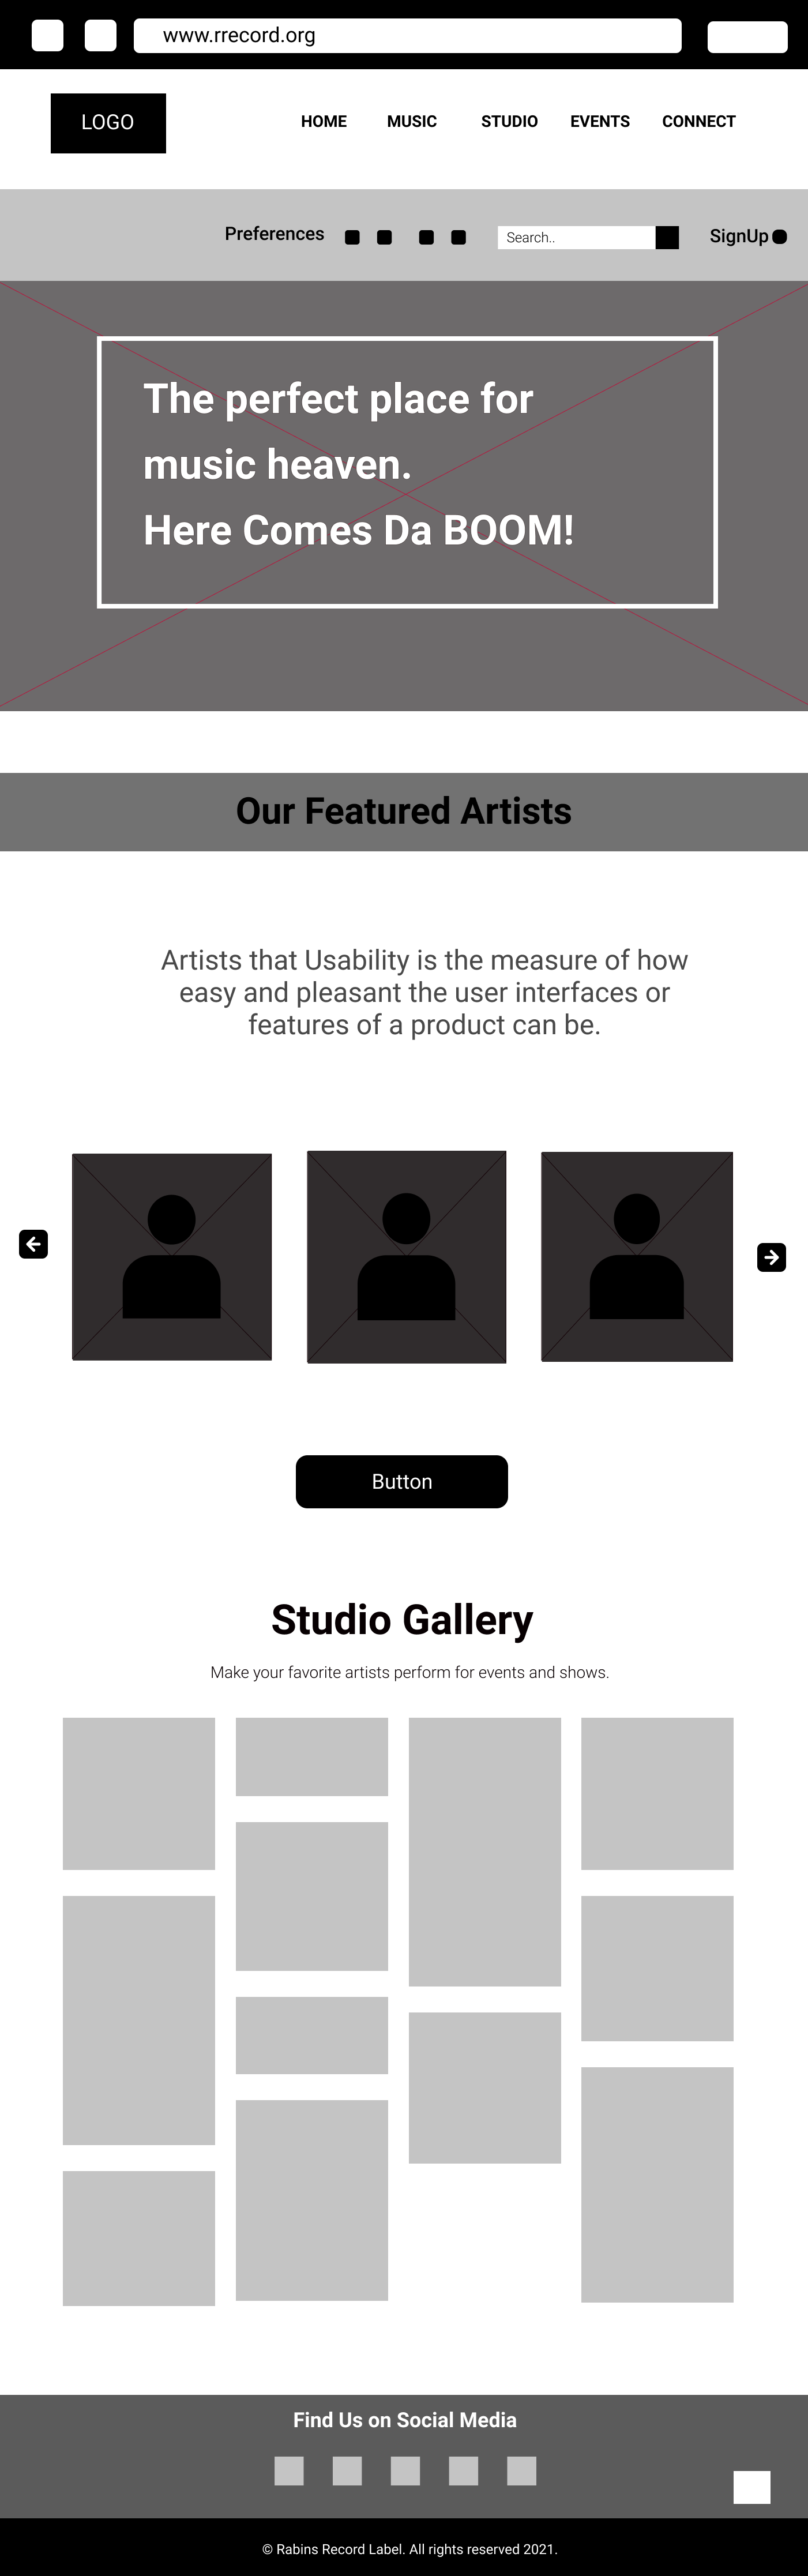 www.rrecord.org
LOGO
HOME MUSIC STUDIO EVENTS CONNECT
Preferences Search.. SignUp
The perfect place for
music heaven.
Here Comes Da BOOM!
Our Featured Artists
Artists that Usability is the measure of how
easy and pleasant the user interfaces or
features of a product can be.
Button
Studio Gallery
Make your favorite artists perform for events and shows.
Find Us on Social Media
© Rabins Record Label. All rights reserved 2021.